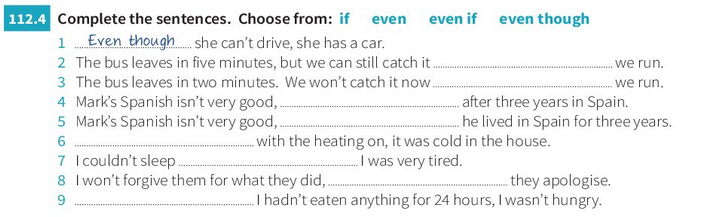 112.4 Complete the sentences. Choose from: if even even if even though
1 Even though she can't drive, she has a car.
2 The bus leaves in five minutes, but we can still catch it ............ we run.
3 The bus leaves in two minutes. We won't catch it now ............ we run.
4 Mark's Spanish isn't very good, ............ after three years in Spain.
5 Mark's Spanish isn't very good, ............ he lived in Spain for three years.
6 ............ with the heating on, it was cold in the house.
7 I couldn't sleep ............ I was very tired.
8 I won't forgive them for what they did, ............ they apologise.
9 ............ I hadn't eaten anything for 24 hours, I wasn't hungry.